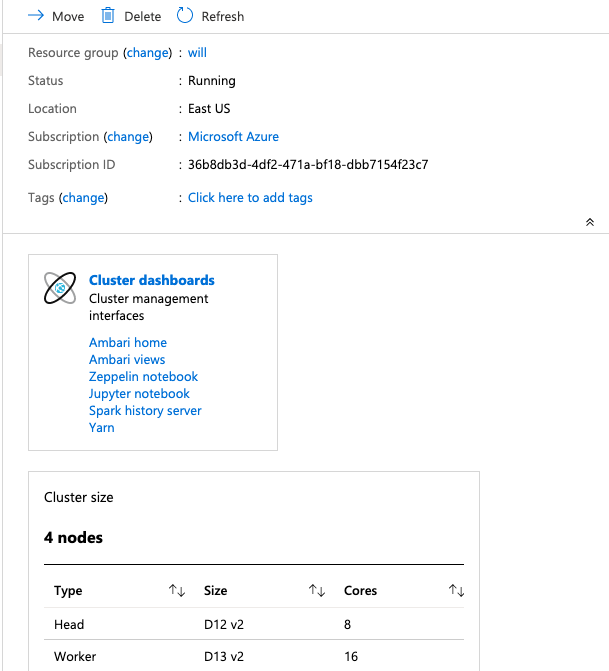 Move Delete Refresh
Resource group (change) : will
Status : Running
Location : East US
Subscription (change) : Microsoft Azure
Subscription ID : 36b8db3d-4df2-471a-bf18-dbb7154f23c7
Tags (change) : Click here to add tags
Cluster dashboards
Cluster management
interfaces
Ambari home
Ambari views
Zeppelin notebook
Jupyter notebook
Spark history server
Yarn
Cluster size
4 nodes
Type Size Cores
Head D12 v2 8
Worker D13 v2 16